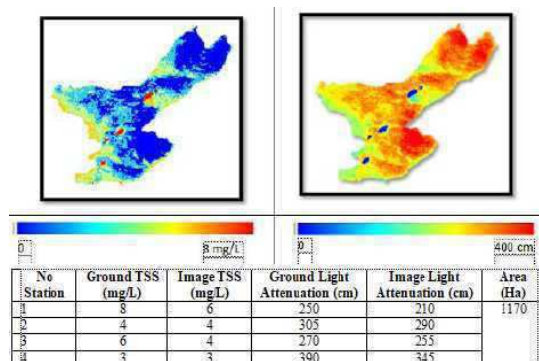 0 8 mg/L 0 400 cm
No Station Ground TSS (mg/L) Image TSS (mg/L) Ground Light Attenuation (cm) Image Light Attenuation (cm) Area (Ha)
1 8 6 250 210 1170
2 4 4 305 290
3 6 4 270 255
4 3 3 390 345